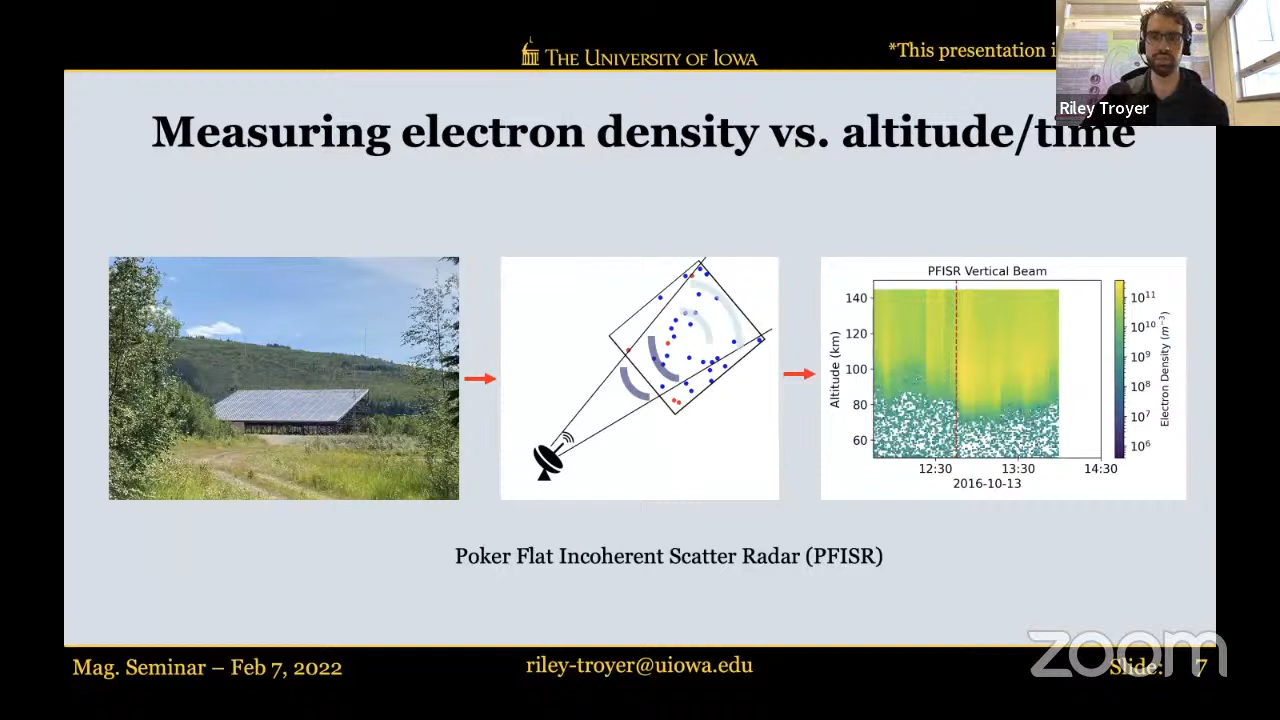 THE UNIVERSITY OF IOWA
*This presentation i
Riley Troyer
Measuring electron density vs. altitude/time
PFISR Vertical Beam
140
120
100
80
60
Altitude (km)
12:30
13:30
14:30
2016-10-13
10¹¹
10¹⁰
10⁹
10⁸
10⁷
10⁶
Electron Density (m⁻³)
Poker Flat Incoherent Scatter Radar (PFISR)
Mag. Seminar – Feb 7, 2022
riley-troyer@uiowa.edu
Slide: 7
zoom